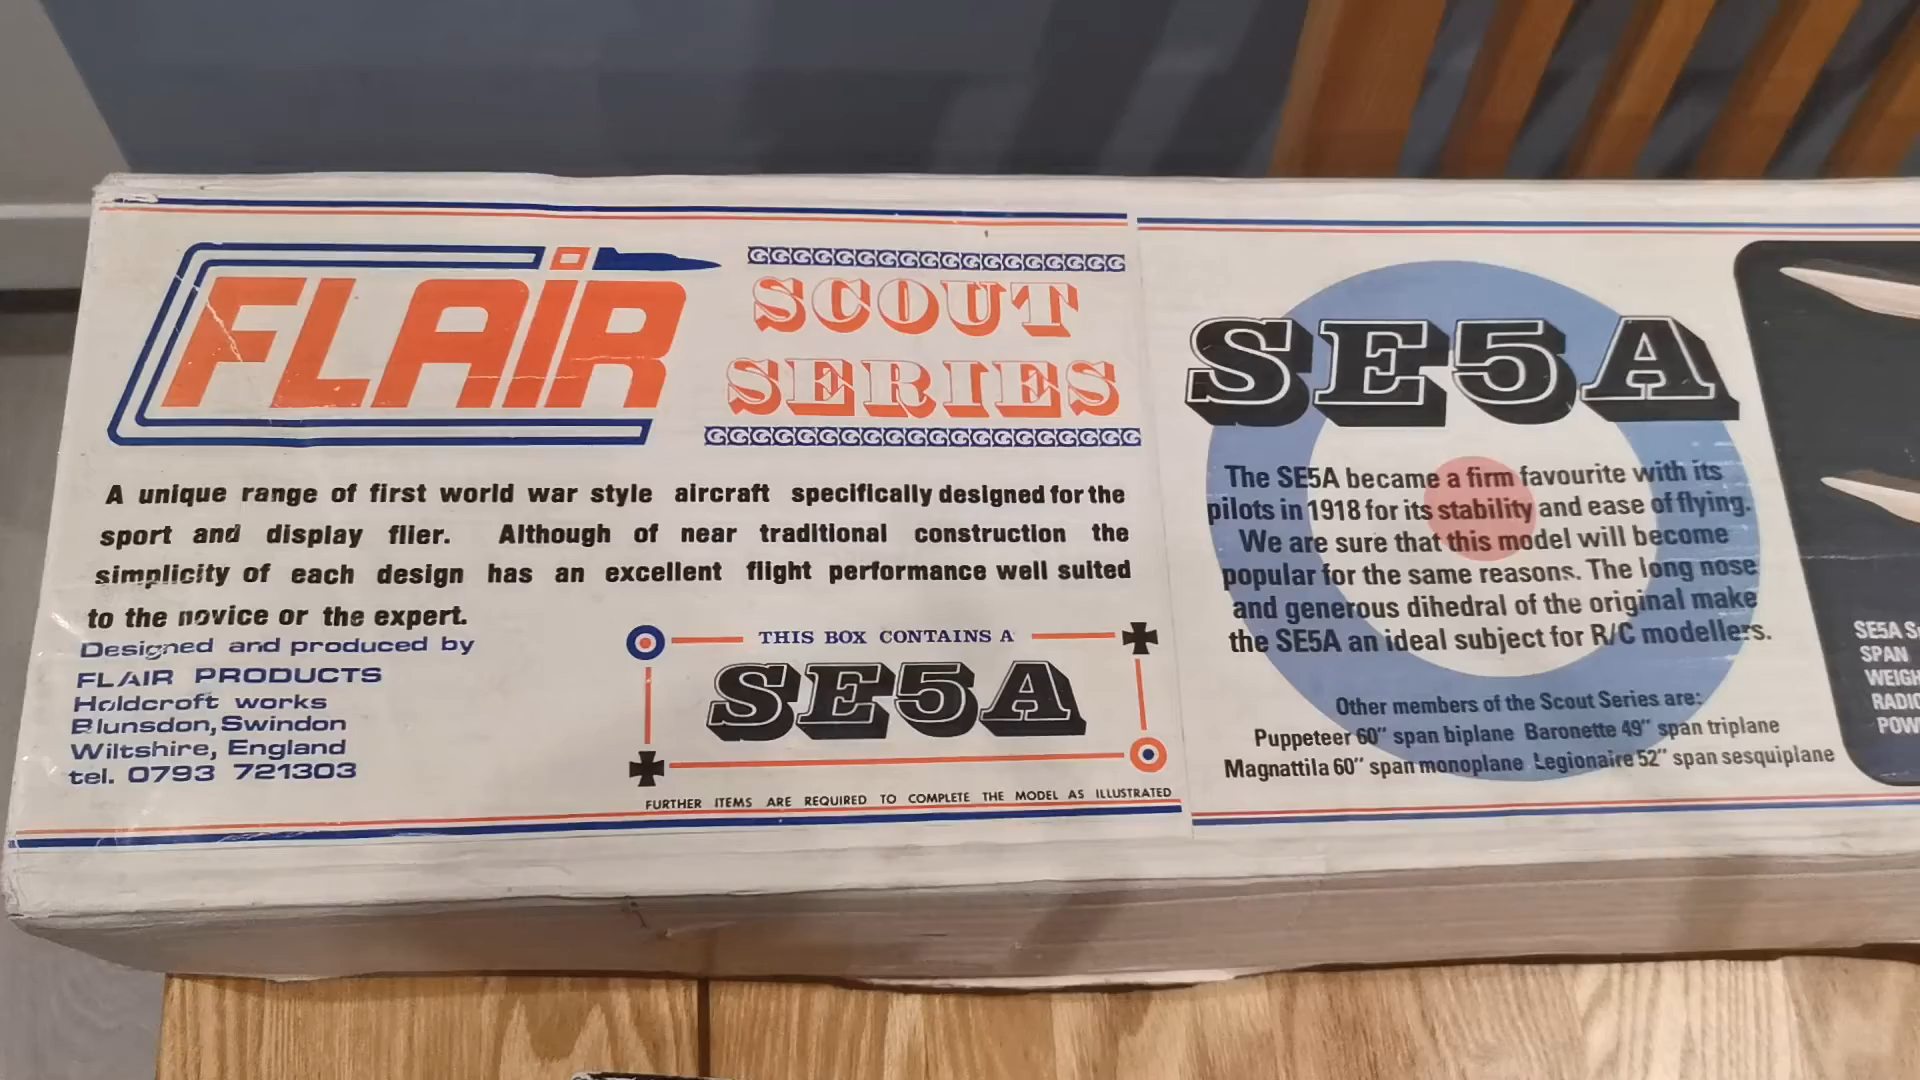 FLAIR
SCOUT
SERIES
A unique range of first world war style aircraft specifically designed for the
sport and display flier. Although of near traditional construction the
simplicity of each design has an excellent flight performance well suited
to the novice or the expert.
Designed and produced by
FLAIR PRODUCTS
Holdcroft works
Blunsdon, Swindon
Wiltshire, England
tel. 0793 721303
THIS BOX CONTAINS A
SE5A
FURTHER ITEMS ARE REQUIRED TO COMPLETE THE MODEL AS ILLUSTRATED
SE5A
The SE5A became a firm favourite with its
pilots in 1918 for its stability and ease of flying.
We are sure that this model will become
popular for the same reasons. The long nose
and generous dihedral of the original make
the SE5A an ideal subject for R/C modellers.
Other members of the Scout Series are:
Puppeteer 60" span biplane Baronette 49" span triplane
Magnattila 60" span monoplane Legionaire 52" span sesquiplane
SE5A
SPAN